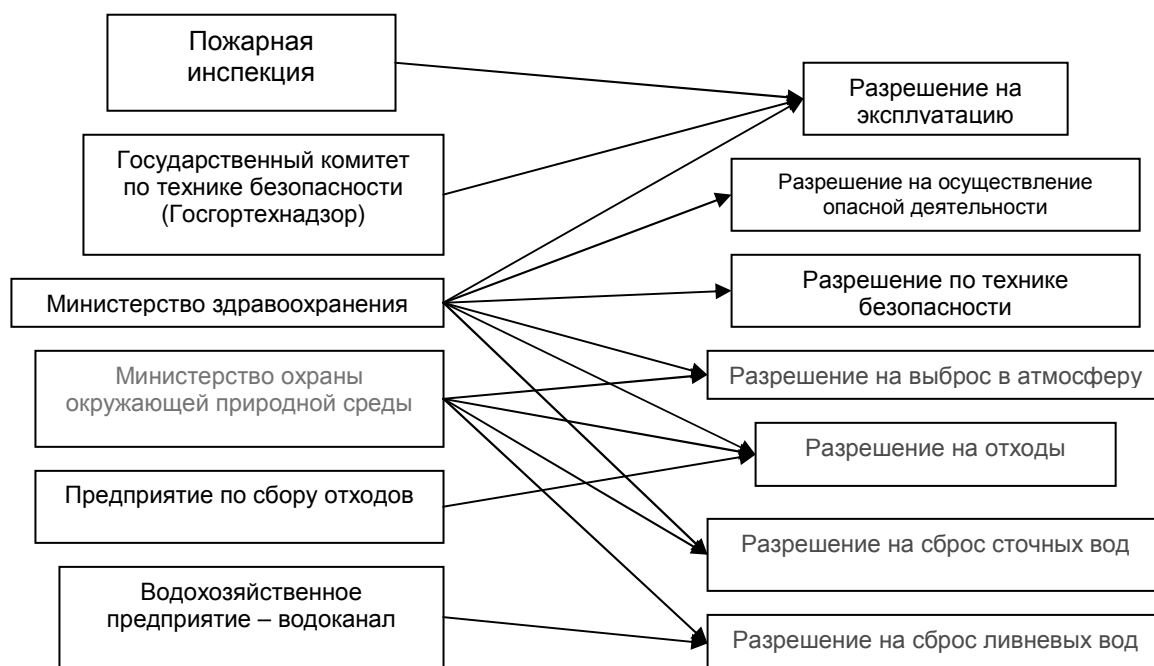 Пожарная
инспекция
Государственный комитет
по технике безопасности
(Госгортехнадзор)
Министерство здравоохранения
Министерство охраны
окружающей природной среды
Предприятие по сбору отходов
Водохозяйственное
предприятие – водоканал
Разрешение на
эксплуатацию
Разрешение на осуществление
опасной деятельности
Разрешение по технике
безопасности
Разрешение на выброс в атмосферу
Разрешение на отходы
Разрешение на сброс сточных вод
Разрешение на сброс ливневых вод